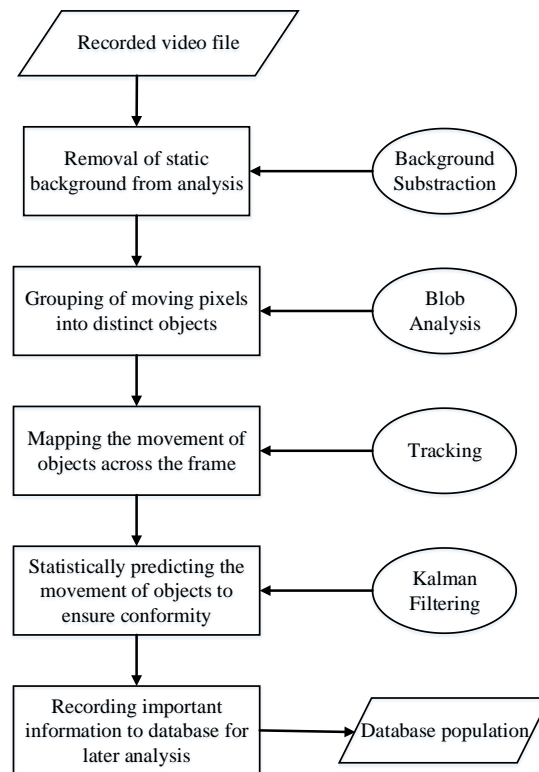 Recorded video file
Removal of static
background from analysis
Background
Substraction
Grouping of moving pixels
into distinct objects
Blob
Analysis
Mapping the movement of
objects across the frame
Tracking
Statistically predicting the
movement of objects to
ensure conformity
Kalman
Filtering
Recording important
information to database for
later analysis
Database population